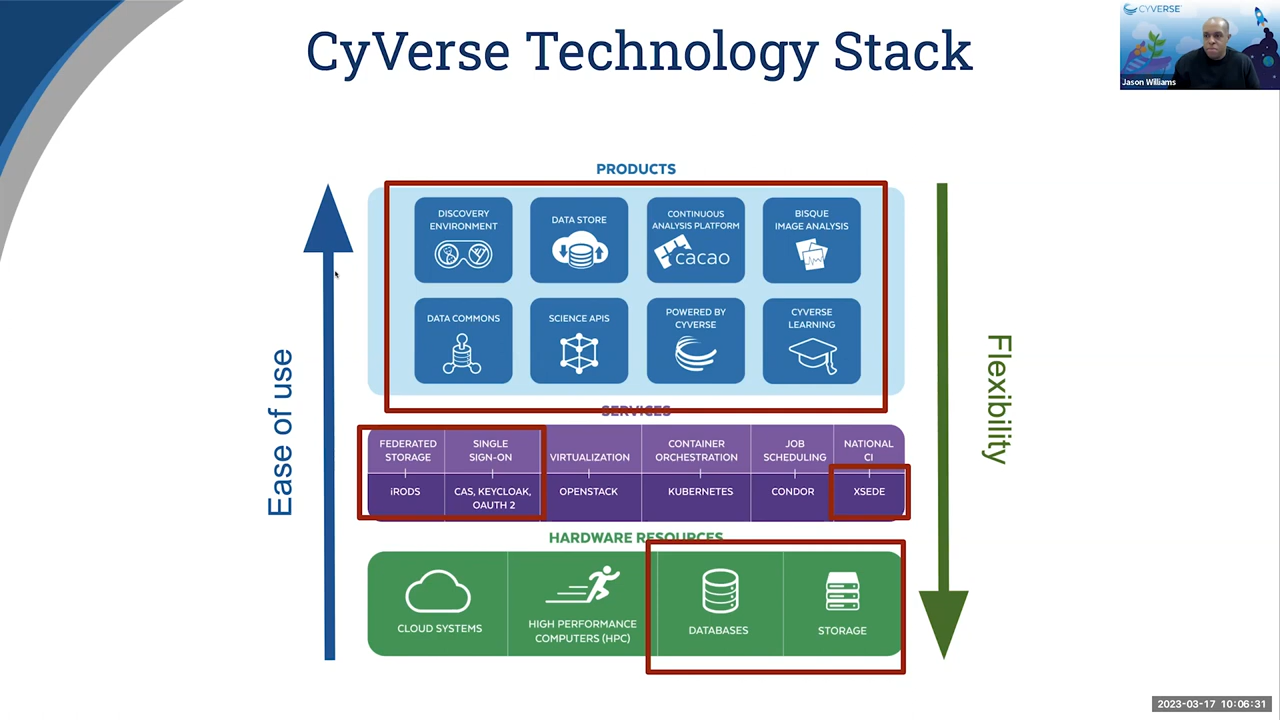 CyVerse Technology Stack
CYVERSE
Jason Williams
PRODUCTS
DISCOVERY
ENVIRONMENT
DATA STORE
CONTINUOUS
ANALYSIS PLATFORM
cacao
BISQUE
IMAGE ANALYSIS
DATA COMMONS
SCIENCE APIS
POWERED BY
CYVERSE
CYVERSE
LEARNING
Ease of use
Flexibility
SERVICES
FEDERATED
STORAGE
SINGLE
SIGN-ON
VIRTUALIZATION
CONTAINER
ORCHESTRATION
JOB
SCHEDULING
NATIONAL
CI
iRODS
CAS, KEYCLOAK,
OAUTH 2
OPENSTACK
KUBERNETES
CONDOR
XSEDE
HARDWARE RESOURCES
CLOUD SYSTEMS
HIGH PERFORMANCE
COMPUTERS (HPC)
DATABASES
STORAGE
2023-03-17 10:06:31